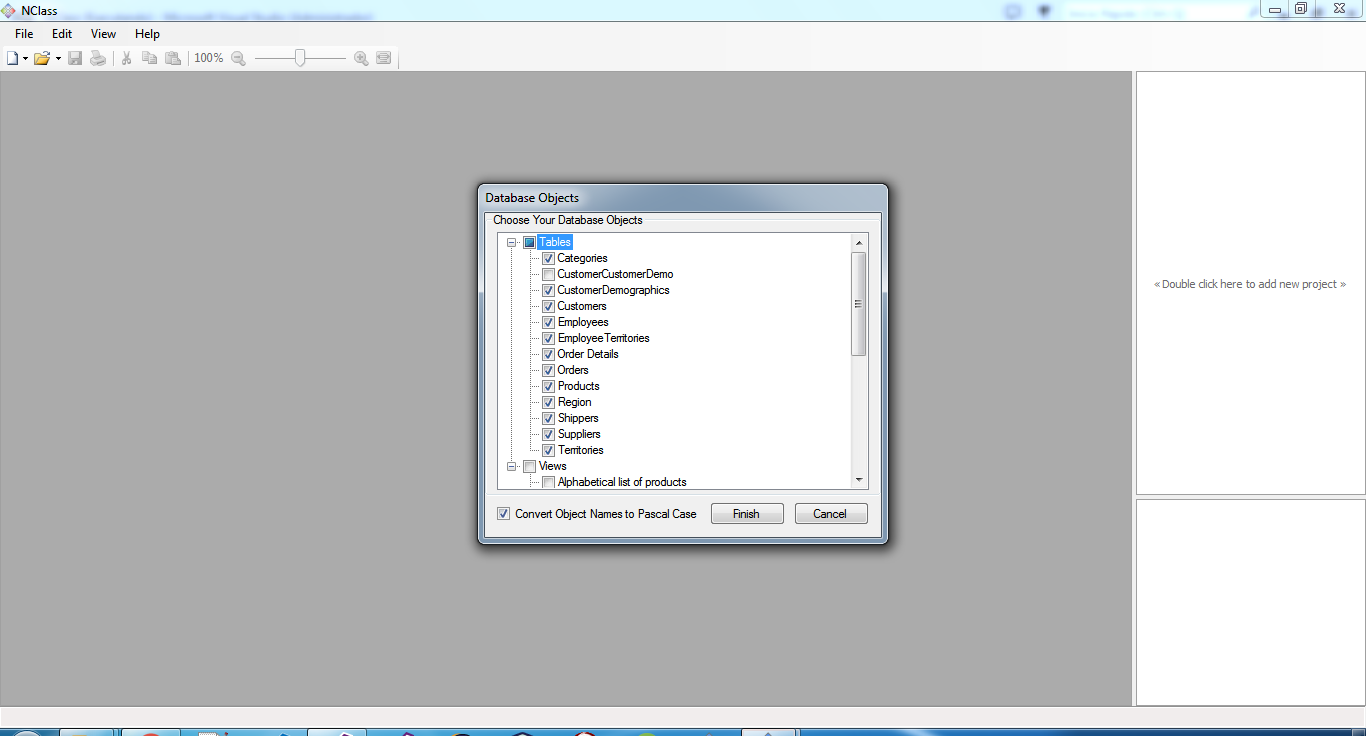 NClass
File Edit View Help
100%
Database Objects
Choose Your Database Objects
Tables
Categories
CustomerCustomerDemo
CustomerDemographics
Customers
Employees
EmployeeTerritories
Order Details
Orders
Products
Region
Shippers
Suppliers
Territories
Views
Alphabetical list of products
Convert Object Names to Pascal Case Finish Cancel
« Double click here to add new project »